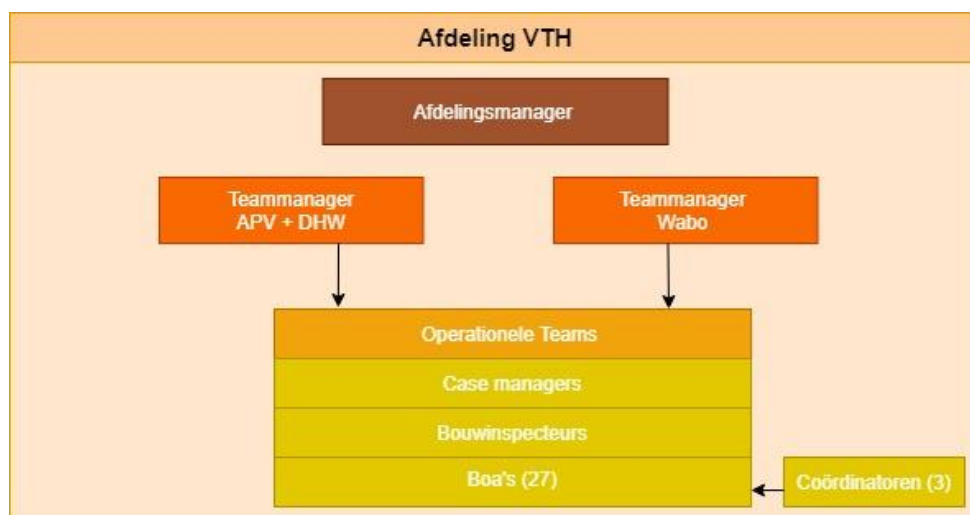 Afdeling VTH
Afdelingsmanager
Teammanager
APV + DHW
Teammanager
Wabo
Operationele Teams
Case managers
Bouwinspecteurs
Boa's (27)
Coördinatoren (3)